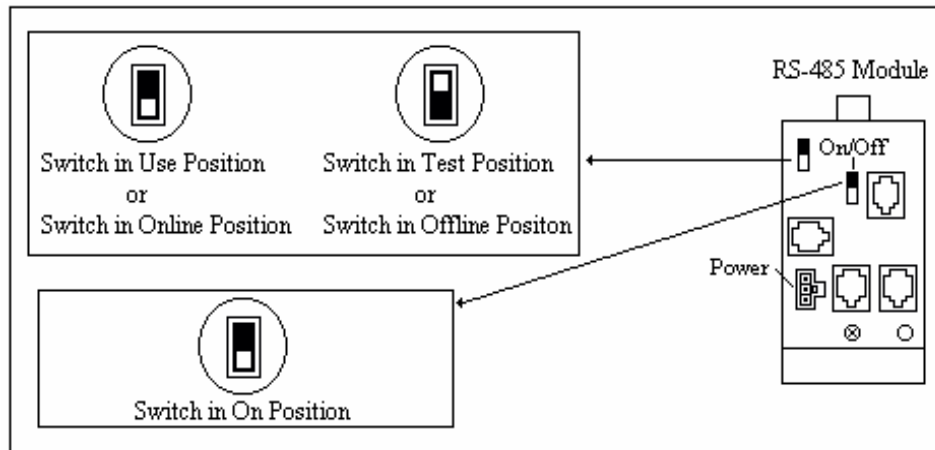 RS-485 Module
On/Off
Switch in Use Position
or
Switch in Online Position
Switch in Test Position
or
Switch in Offline Positon
Power
Switch in On Position